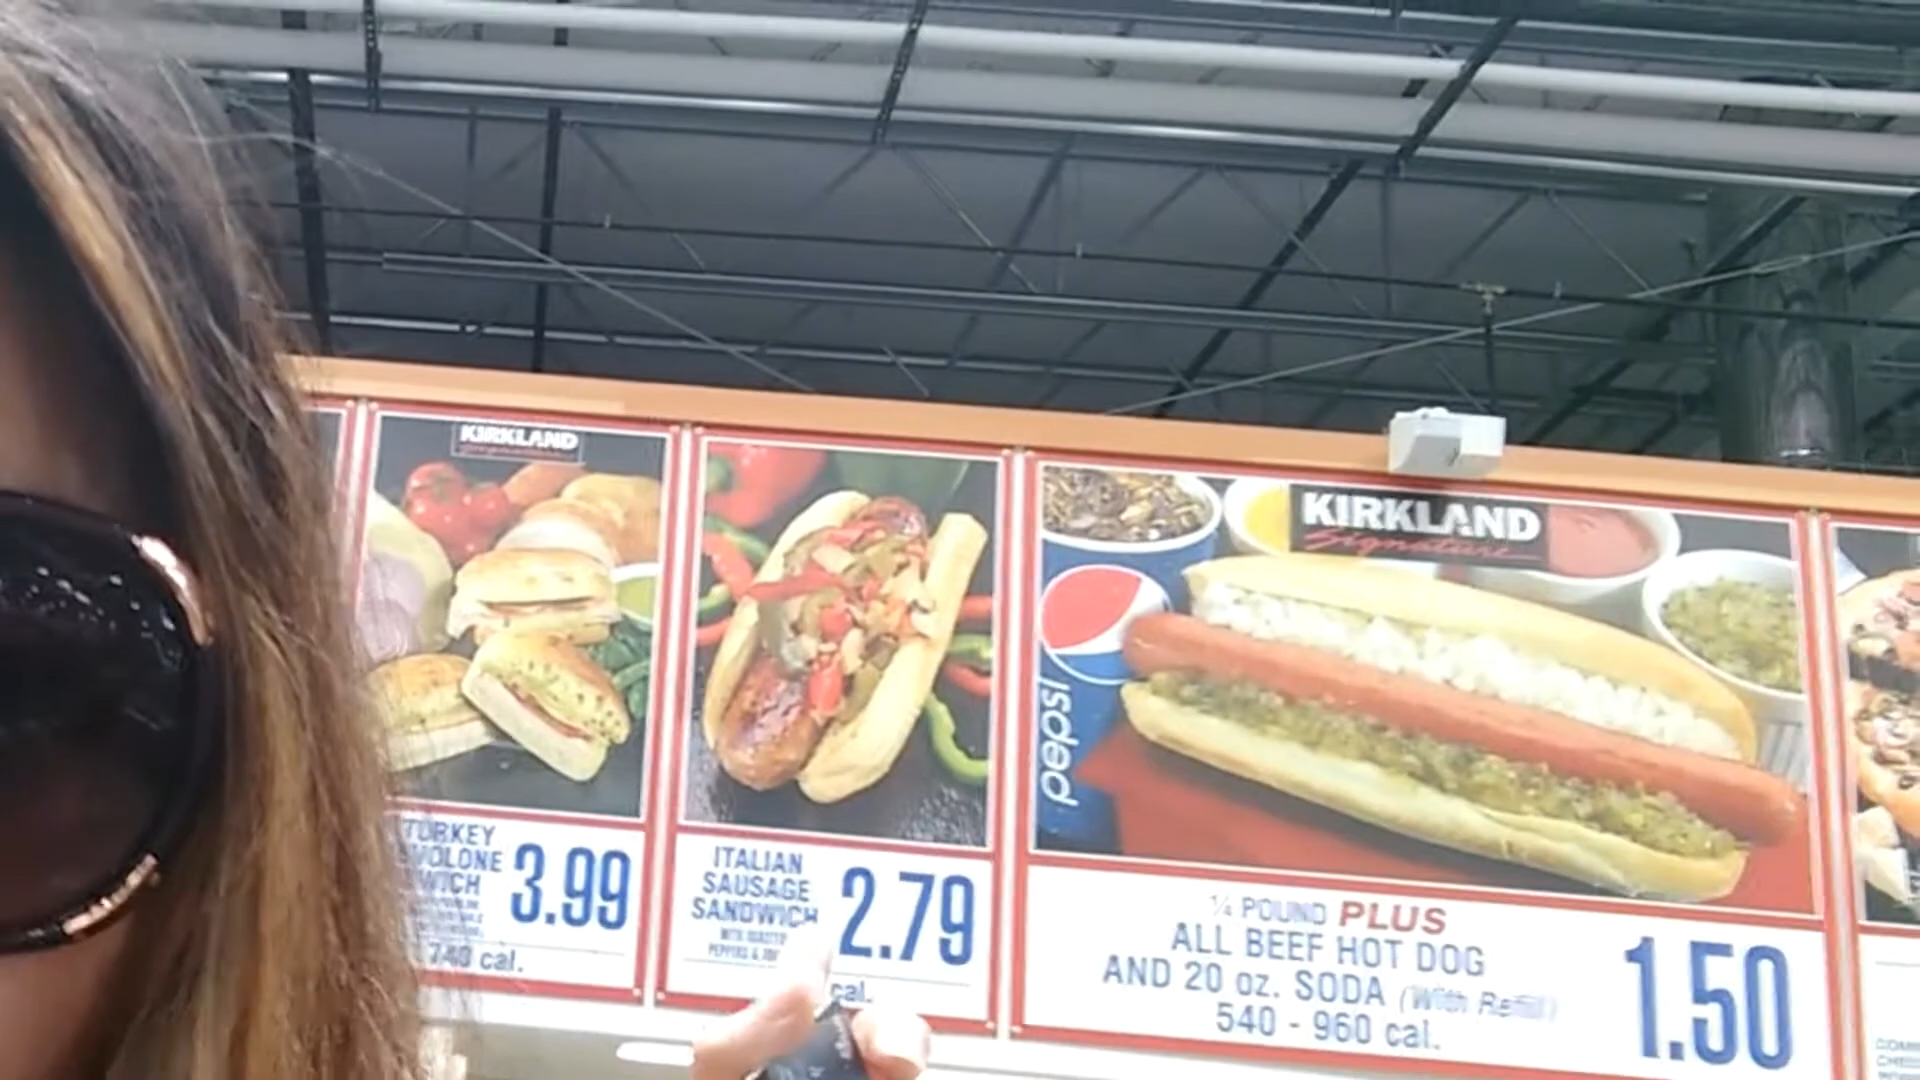 KIRKLAND
TURKEY
3.99
740 cal.
ITALIAN
SAUSAGE
SANDWICH
2.79
cal.
KIRKLAND
Signature
pepsi
¼ POUND PLUS
ALL BEEF HOT DOG
AND 20 oz. SODA (With Refill)
540 - 960 cal.
1.50